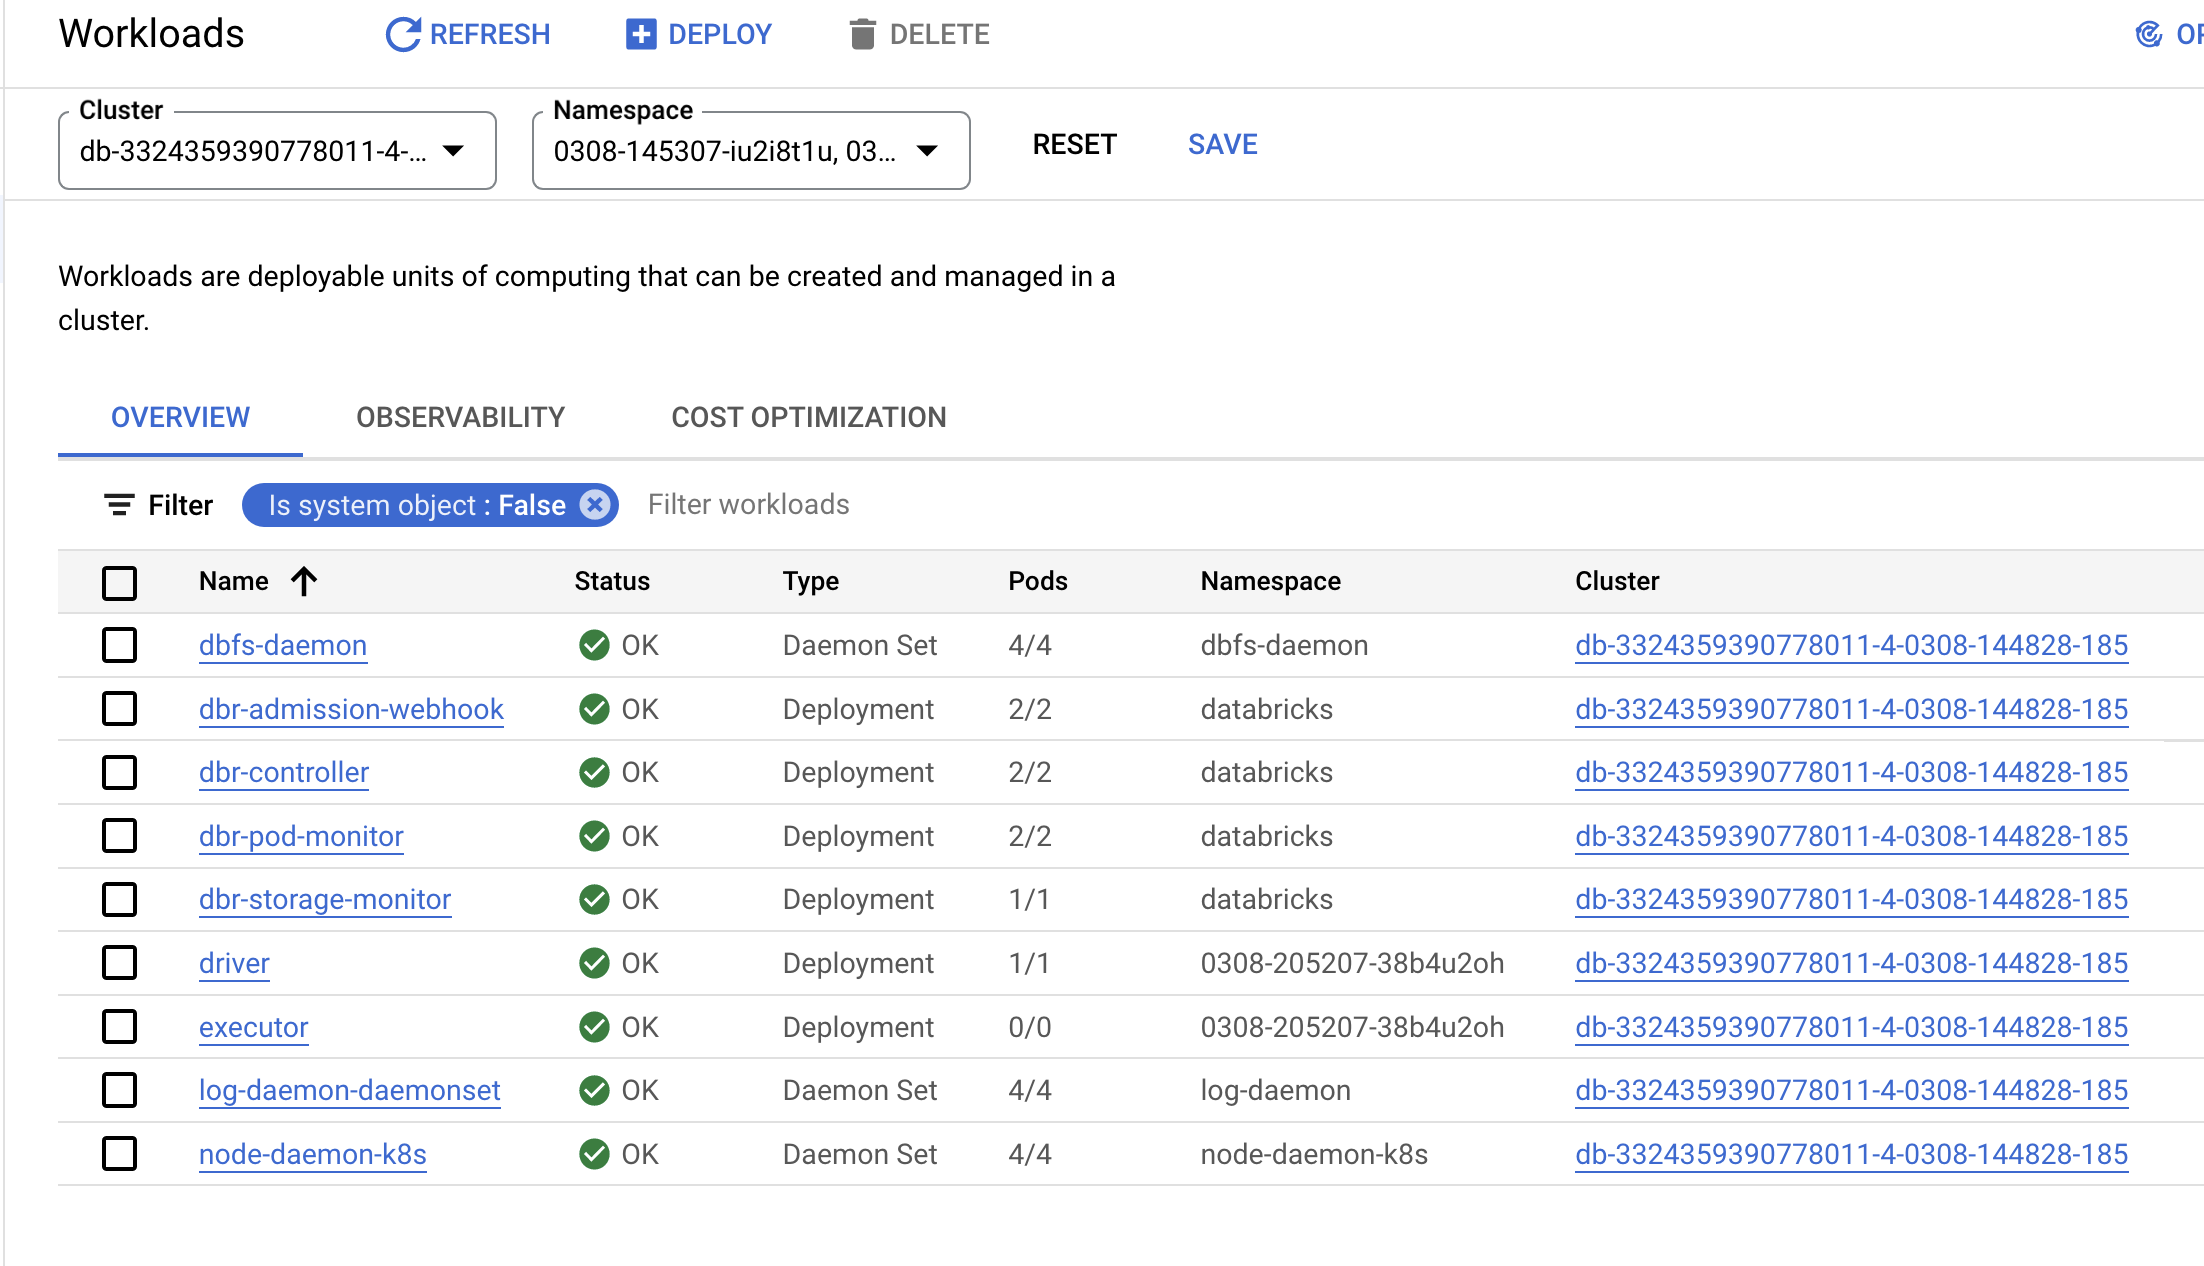 Workloads REFRESH DEPLOY DELETE
Cluster Namespace
db-3324359390778011-4-... 0308-145307-iu2i8t1u, 03... RESET SAVE
Workloads are deployable units of computing that can be created and managed in a
cluster.
OVERVIEW OBSERVABILITY COST OPTIMIZATION
Filter Is system object : False Filter workloads
Name Status Type Pods Namespace Cluster
dbfs-daemon OK Daemon Set 4/4 dbfs-daemon db-3324359390778011-4-0308-144828-185
dbr-admission-webhook OK Deployment 2/2 databricks db-3324359390778011-4-0308-144828-185
dbr-controller OK Deployment 2/2 databricks db-3324359390778011-4-0308-144828-185
dbr-pod-monitor OK Deployment 2/2 databricks db-3324359390778011-4-0308-144828-185
dbr-storage-monitor OK Deployment 1/1 databricks db-3324359390778011-4-0308-144828-185
driver OK Deployment 1/1 0308-205207-38b4u2oh db-3324359390778011-4-0308-144828-185
executor OK Deployment 0/0 0308-205207-38b4u2oh db-3324359390778011-4-0308-144828-185
log-daemon-daemonset OK Daemon Set 4/4 log-daemon db-3324359390778011-4-0308-144828-185
node-daemon-k8s OK Daemon Set 4/4 node-daemon-k8s db-3324359390778011-4-0308-144828-185